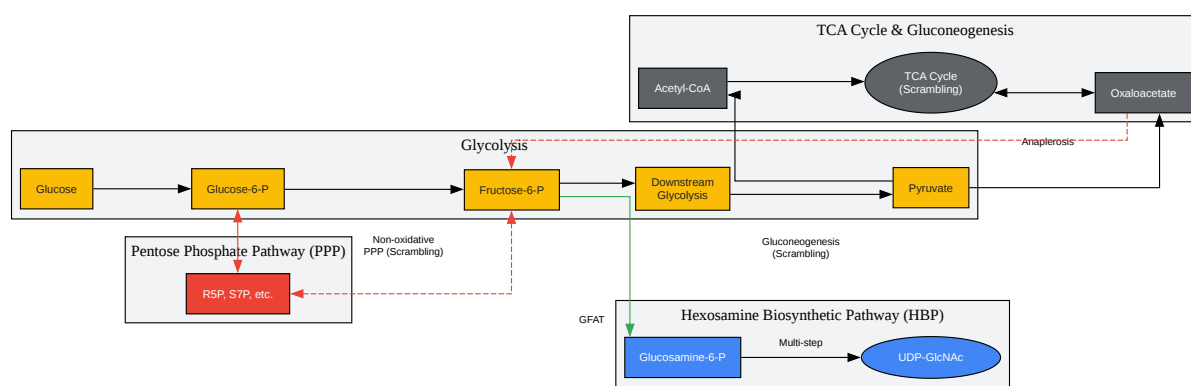 TCA Cycle & Gluconeogenesis
Acetyl-CoA
TCA Cycle
(Scrambling)
Oxaloacetate
Anaplerosis
Glycolysis
Glucose
Glucose-6-P
Fructose-6-P
Downstream
Glycolysis
Pyruvate
Non-oxidative
PPP (Scrambling)
Gluconeogenesis
(Scrambling)
Pentose Phosphate Pathway (PPP)
R5P, S7P, etc.
GFAT
Hexosamine Biosynthetic Pathway (HBP)
Glucosamine-6-P
Multi-step
UDP-GlcNAc